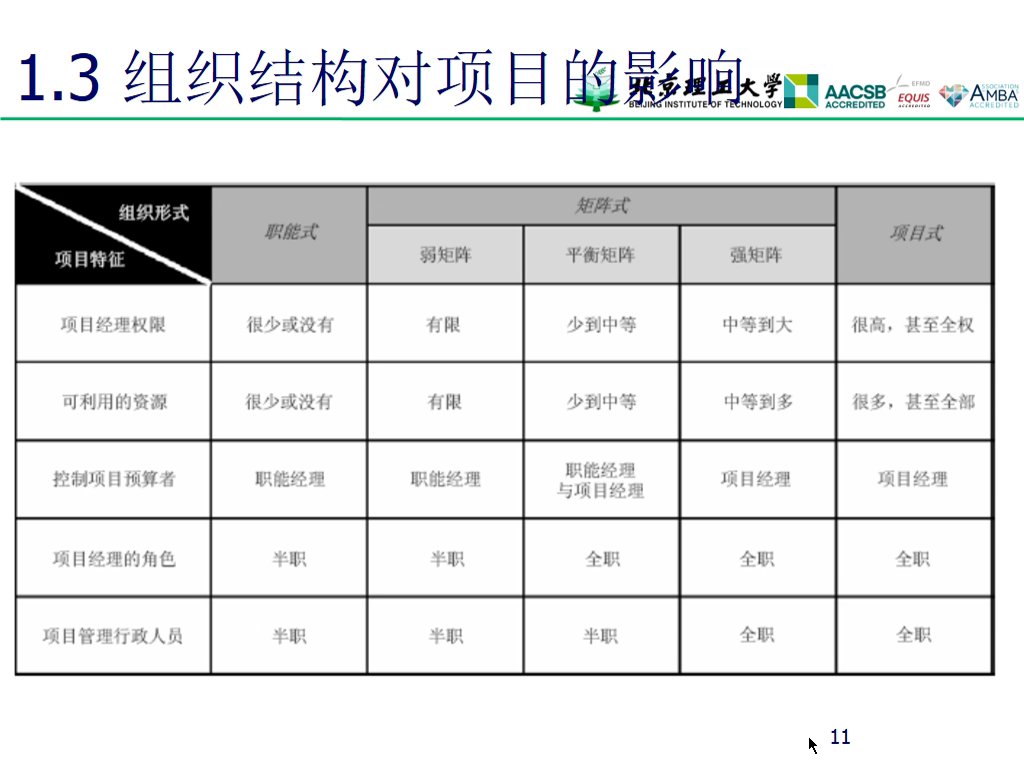 1.3 组织结构对项目的影响
北京理工大学
BEIJING INSTITUTE OF TECHNOLOGY
AACSB
ACCREDITED
EFMD
EQUIS
ACCREDITED
ASSOCIATION
AMBA
ACCREDITED
组织形式
项目特征
职能式
矩阵式
项目式
弱矩阵
平衡矩阵
强矩阵
项目经理权限
很少或没有
有限
少到中等
中等到大
很高，甚至全权
可利用的资源
很少或没有
有限
少到中等
中等到多
很多，甚至全部
控制项目预算者
职能经理
职能经理
职能经理
与项目经理
项目经理
项目经理
项目经理的角色
半职
半职
全职
全职
全职
项目管理行政人员
半职
半职
半职
全职
全职
11